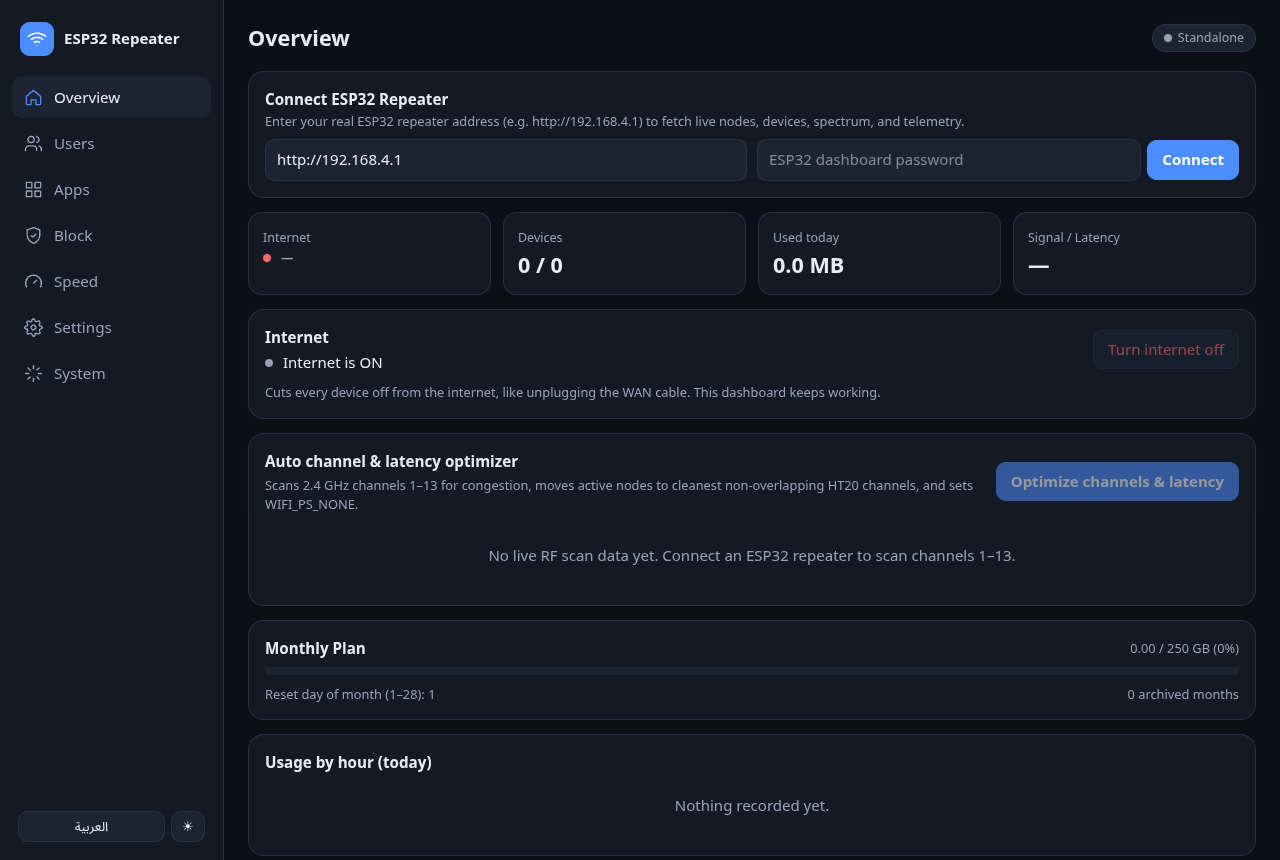 ESP32 Repeater
Overview
Users
Apps
Block
Speed
Settings
System
العربية
Overview
Standalone
Connect ESP32 Repeater
Enter your real ESP32 repeater address (e.g. http://192.168.4.1) to fetch live nodes, devices, spectrum, and telemetry.
http://192.168.4.1
ESP32 dashboard password
Connect
Internet
—
Devices
0 / 0
Used today
0.0 MB
Signal / Latency
—
Internet
Internet is ON
Turn internet off
Cuts every device off from the internet, like unplugging the WAN cable. This dashboard keeps working.
Auto channel & latency optimizer
Scans 2.4 GHz channels 1–13 for congestion, moves active nodes to cleanest non-overlapping HT20 channels, and sets
WIFI_PS_NONE.
Optimize channels & latency
No live RF scan data yet. Connect an ESP32 repeater to scan channels 1–13.
Monthly Plan
0.00 / 250 GB (0%)
Reset day of month (1–28): 1
0 archived months
Usage by hour (today)
Nothing recorded yet.